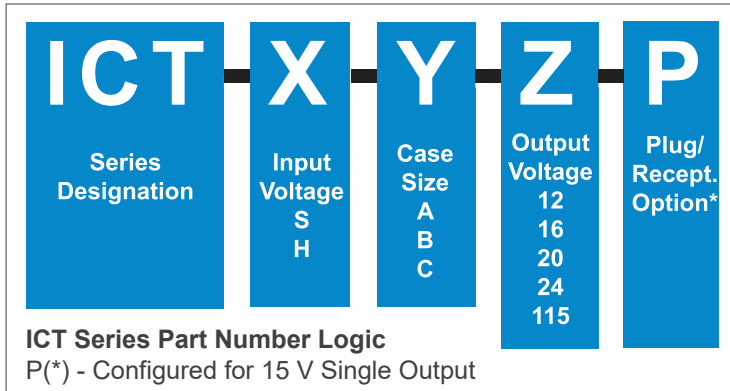 ICT
Series
Designation
X
Input
Voltage
S
H
Y
Case
Size
A
B
C
Z
Output
Voltage
12
16
20
24
115
P
Plug/
Recept.
Option*
ICT Series Part Number Logic
P(*) - Configured for 15 V Single Output